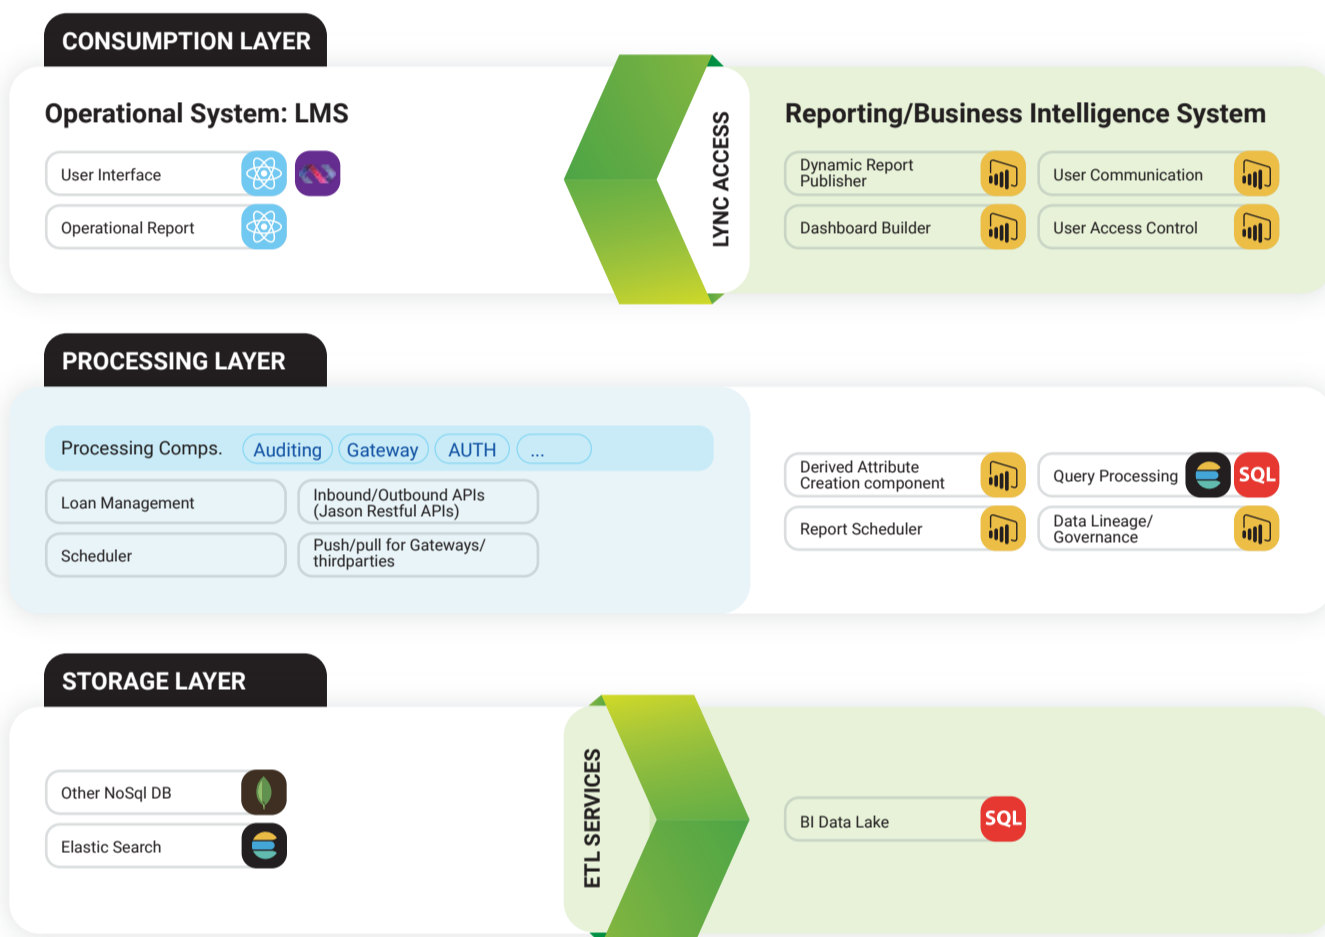 CONSUMPTION LAYER
Operational System: LMS
User Interface
Operational Report
LYNC ACCESS
Reporting/Business Intelligence System
Dynamic Report
Publisher
User Communication
Dashboard Builder
User Access Control
PROCESSING LAYER
Processing Comps. Auditing Gateway AUTH ...
Loan Management
Inbound/Outbound APIs
(Jason Restful APIs)
Scheduler
Push/pull for Gateways/
thirdparties
Derived Attribute
Creation component
Query Processing SQL
Report Scheduler
Data Lineage/
Governance
STORAGE LAYER
Other NoSql DB
Elastic Search
ETL SERVICES
BI Data Lake SQL